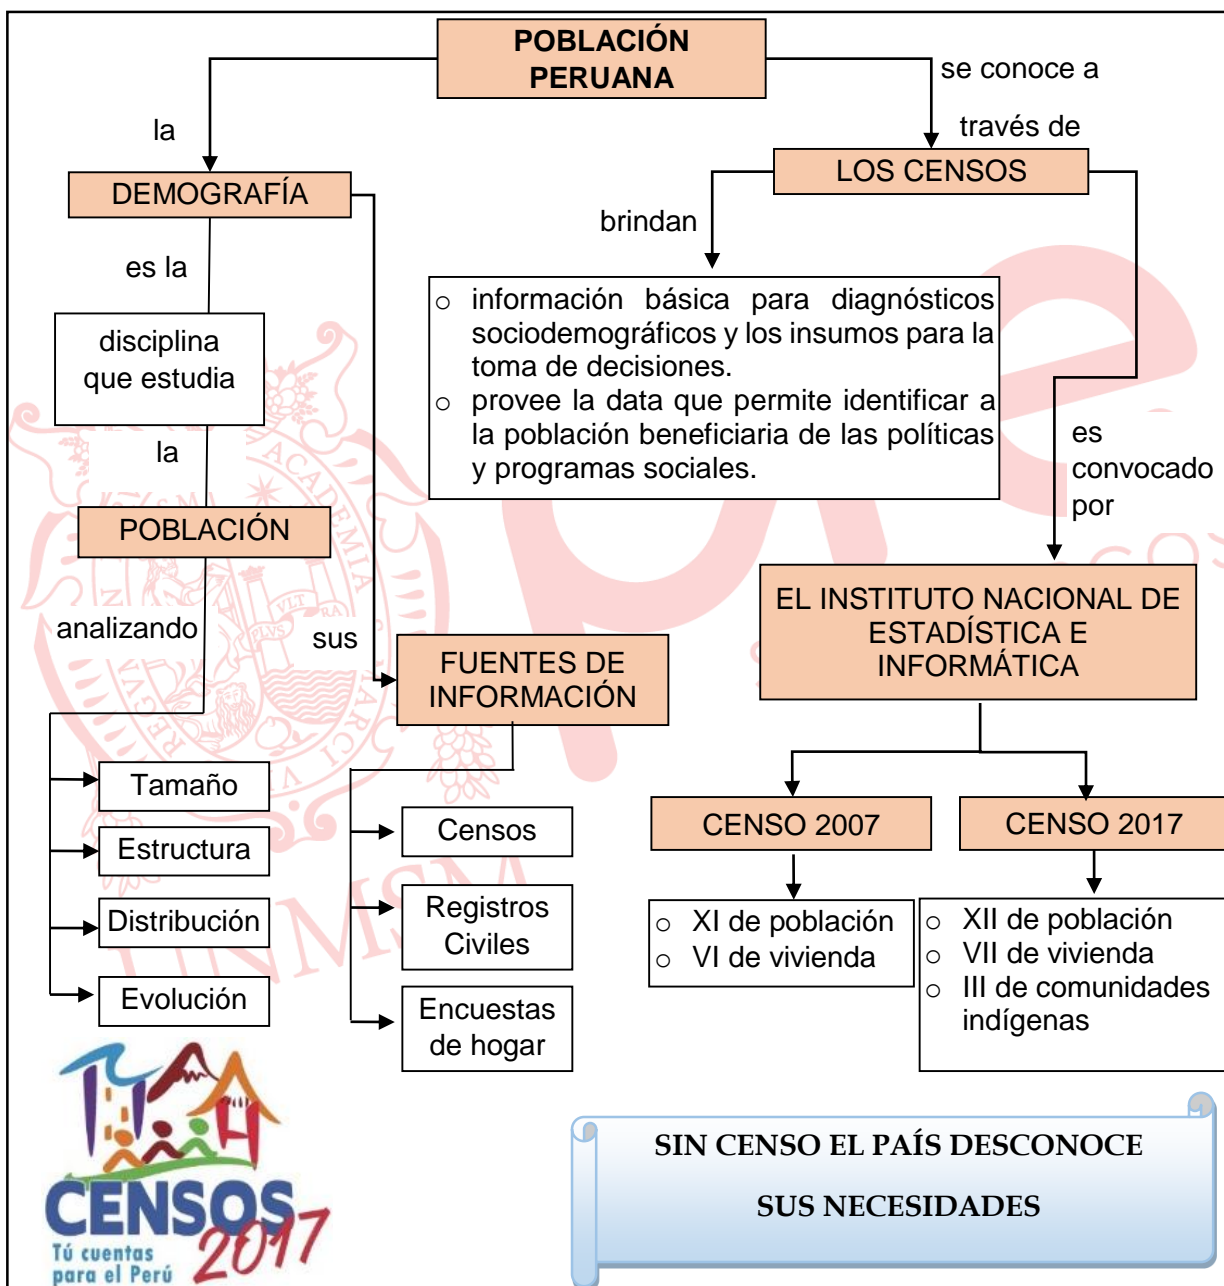 POBLACIÓN
PERUANA
se conoce a
través de
la
DEMOGRAFÍA
LOS CENSOS
brindan
es la
disciplina
que estudia
la
POBLACIÓN
analizando
sus
o información básica para diagnósticos
sociodemográficos y los insumos para la
toma de decisiones.
o provee la data que permite identificar a
la población beneficiaria de las políticas
y programas sociales.
es
convocado
por
EL INSTITUTO NACIONAL DE
ESTADÍSTICA E
INFORMÁTICA
FUENTES DE
INFORMACIÓN
Tamaño
Estructura
Distribución
Evolución
Censos
Registros
Civiles
Encuestas
de hogar
CENSO 2007
CENSO 2017
o XI de población
o VI de vivienda
o XII de población
o VII de vivienda
o III de comunidades
indígenas
CENSOS
2017
Tú cuentas
para el Perú
SIN CENSO EL PAÍS DESCONOCE
SUS NECESIDADES
UNMSM
ACADEMIA
PLVS
VLT
RA